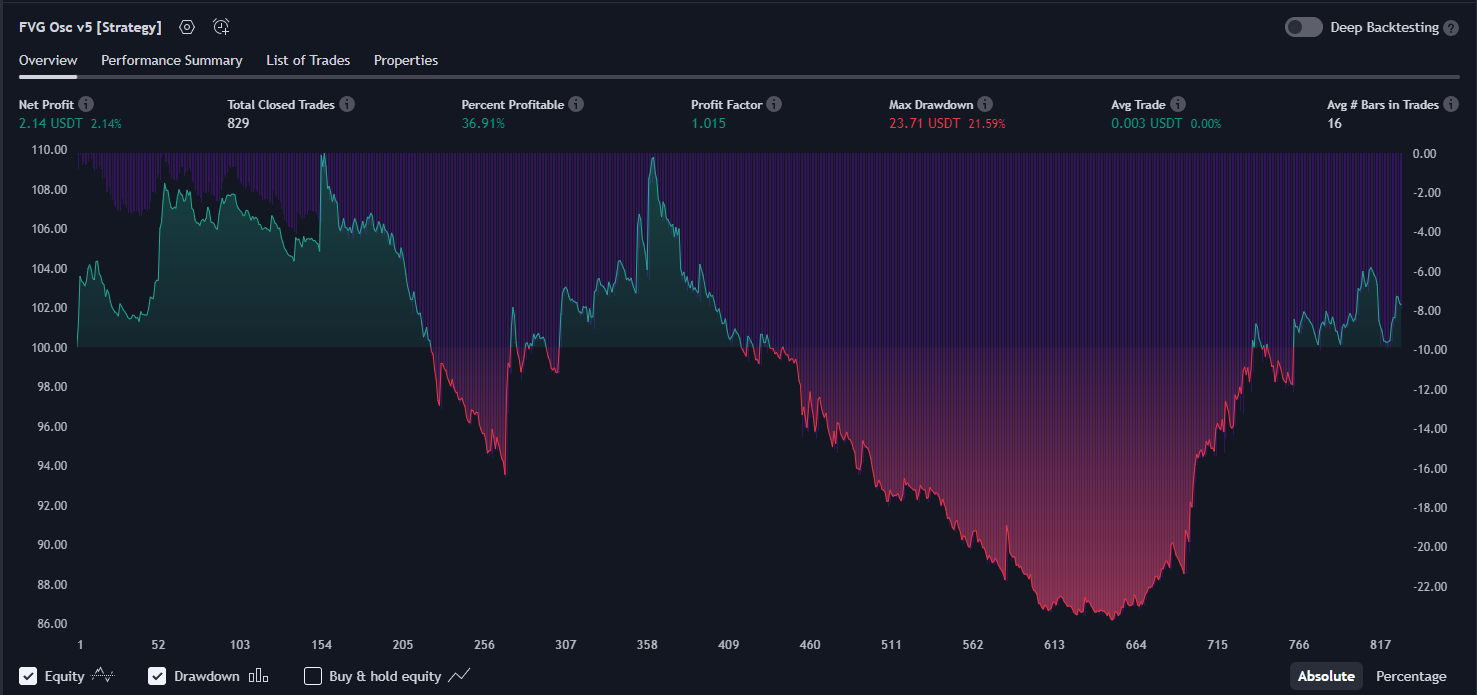 FVG Osc v5 [Strategy] Deep Backtesting ?
Overview Performance Summary List of Trades Properties
Net Profit Total Closed Trades Percent Profitable Profit Factor Max Drawdown Avg Trade Avg # Bars in Trades
2.14 USDT 2.14% 829 36.91% 1.015 23.71 USDT 21.59% 0.003 USDT 0.00% 16
110.00 0.00
108.00 -2.00
106.00 -4.00
104.00 -6.00
102.00 -8.00
100.00 -10.00
98.00 -12.00
96.00 -14.00
94.00 -16.00
92.00 -18.00
90.00 -20.00
88.00 -22.00
86.00
1 52 103 154 205 256 307 358 409 460 511 562 613 664 715 766 817
Equity Drawdown Buy & hold equity Absolute Percentage